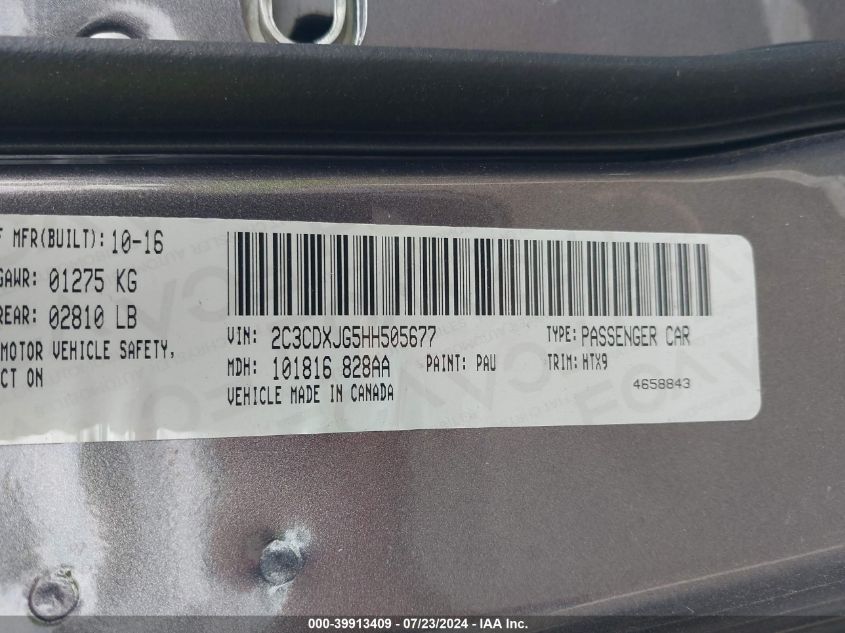 F MFR(BUILT): 10-16
GAWR: 01275 KG
REAR: 02810 LB
MOTOR VEHICLE SAFETY,
CT ON
VIN: 2C3CDXJG5HH505677 TYPE: PASSENGER CAR
MDH: 101816 828AA PAINT: PAU TRIM: HTX9
VEHICLE MADE IN CANADA 4658843
000-39913409 - 07/23/2024 - IAA Inc.